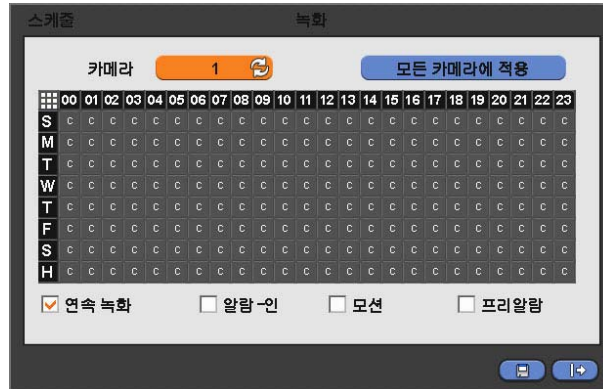 스케줄 녹화
카메라 1 모든 카메라에 적용
00 01 02 03 04 05 06 07 08 09 10 11 12 13 14 15 16 17 18 19 20 21 22 23
S C C C C C C C C C C C C C C C C C C C C C C C C
M C C C C C C C C C C C C C C C C C C C C C C C C
T C C C C C C C C C C C C C C C C C C C C C C C C
W C C C C C C C C C C C C C C C C C C C C C C C C
T C C C C C C C C C C C C C C C C C C C C C C C C
F C C C C C C C C C C C C C C C C C C C C C C C C
S C C C C C C C C C C C C C C C C C C C C C C C C
H C C C C C C C C C C C C C C C C C C C C C C C C
연속 녹화 알람-인 모션 프리알람